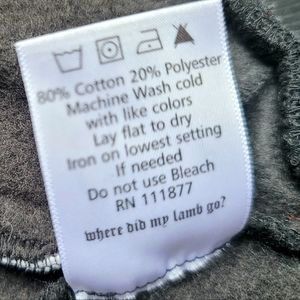 80% Cotton 20% Polyester
Machine Wash cold
with like colors
Lay flat to dry
Iron on lowest setting
If needed
Do not use Bleach
RN 111877
where did my lamb go?